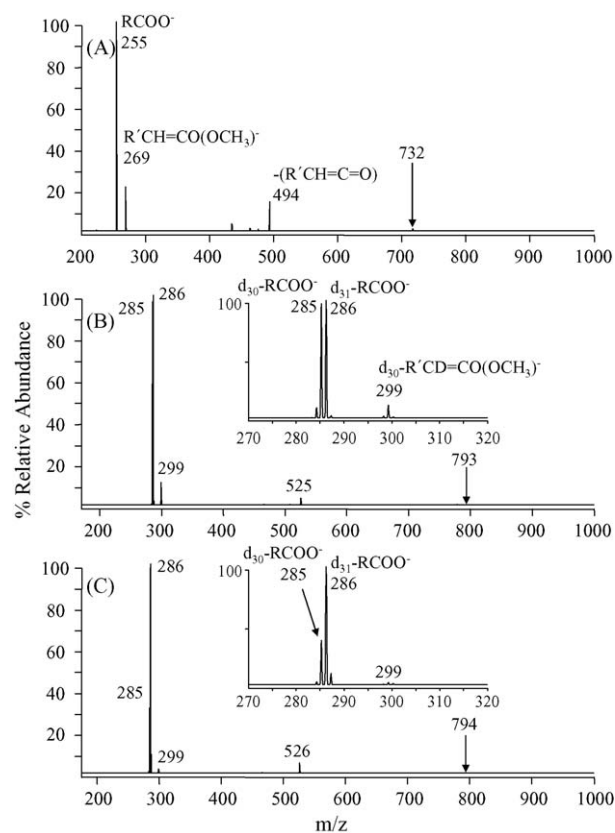 (A)
RCOO⁻
255
R´CH=CO(OCH₃)⁻
269
-(R´CH=C=O)
494
732
100
80
60
40
20
200 300 400 500 600 700 800 900 1000
(B)
285
286
299
525
793
d₃₀-RCOO⁻ d₃₁-RCOO⁻
285 286
d₃₀-R´CD=CO(OCH₃)⁻
299
100
270 280 290 300 310 320
100
80
60
40
20
200 300 400 500 600 700 800 900 1000
% Relative Abundance
(C)
286
285
299
526
794
d₃₀-RCOO⁻
285
d₃₁-RCOO⁻
286
299
100
270 280 290 300 310 320
100
80
60
40
20
200 300 400 500 600 700 800 900 1000
m/z